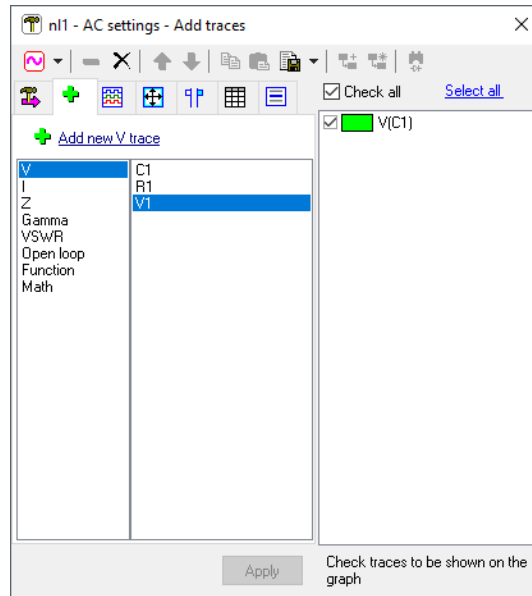 nl1 - AC settings - Add traces
Check all
Select all
Add new V trace
V(C1)
V
I
Z
Gamma
VSWR
Open loop
Function
Math
C1
R1
V1
Apply
Check traces to be shown on the
graph